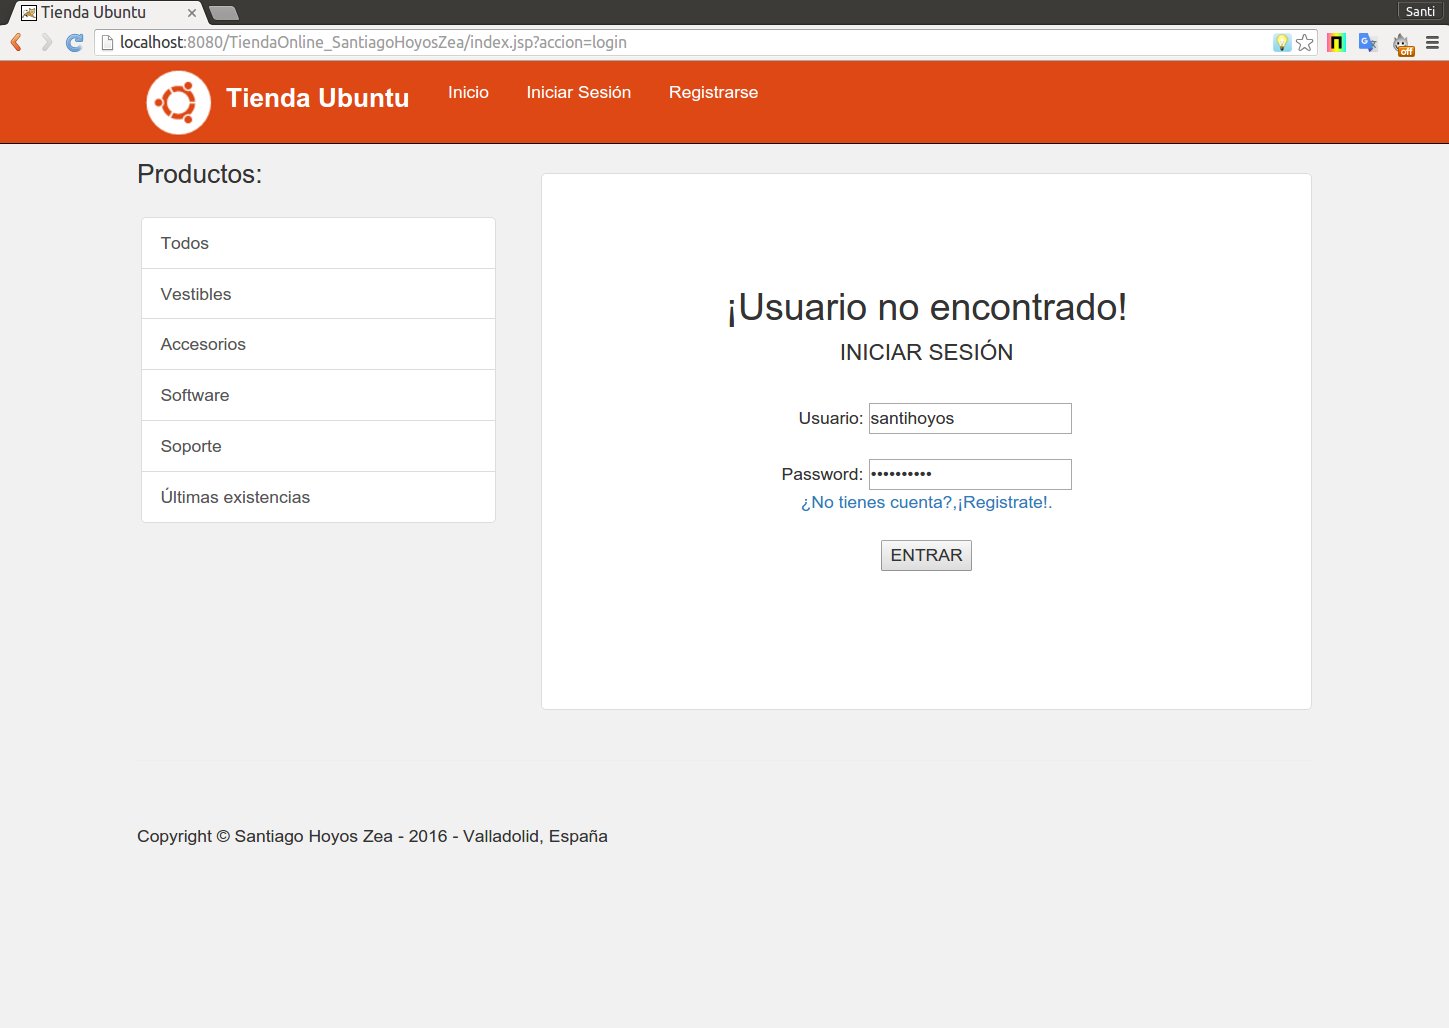 Tienda Ubuntu
Santi
localhost:8080/TiendaOnline_SantiagoHoyosZea/index.jsp?accion=login
off
Tienda Ubuntu Inicio Iniciar Sesión Registrarse
Productos:
Todos
Vestibles
Accesorios
Software
Soporte
Últimas existencias
¡Usuario no encontrado!
INICIAR SESIÓN
Usuario: santihoyos
Password: ••••••••••
¿No tienes cuenta?,¡Registrate!.
ENTRAR
Copyright © Santiago Hoyos Zea - 2016 - Valladolid, España